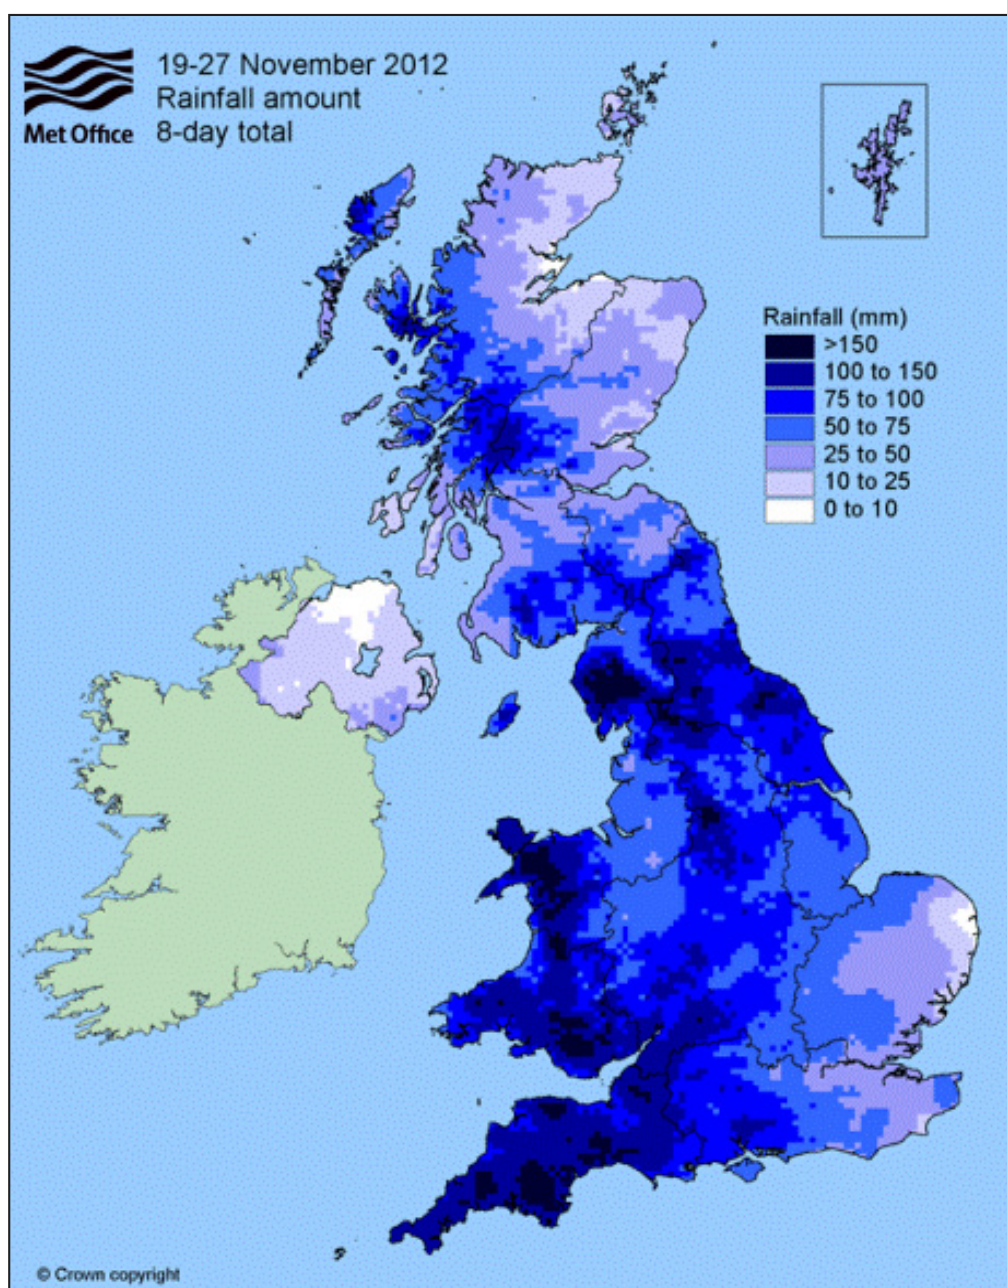 Met Office
19-27 November 2012
Rainfall amount
8-day total
Rainfall (mm)
>150
100 to 150
75 to 100
50 to 75
25 to 50
10 to 25
0 to 10
© Crown copyright